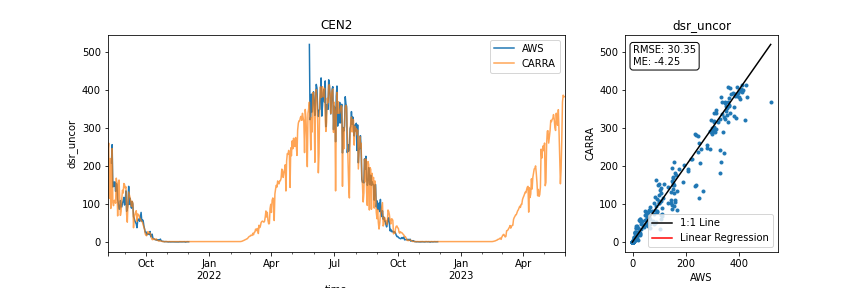 CEN2
dsr_uncor
500
400
300
200
100
0
AWS
CARRA
Oct
Jan
2022
Apr
Jul
Oct
Jan
2023
Apr
time
dsr_uncor
CARRA
500
400
300
200
100
0
RMSE: 30.35
ME: -4.25
1:1 Line
Linear Regression
0
200
400
AWS